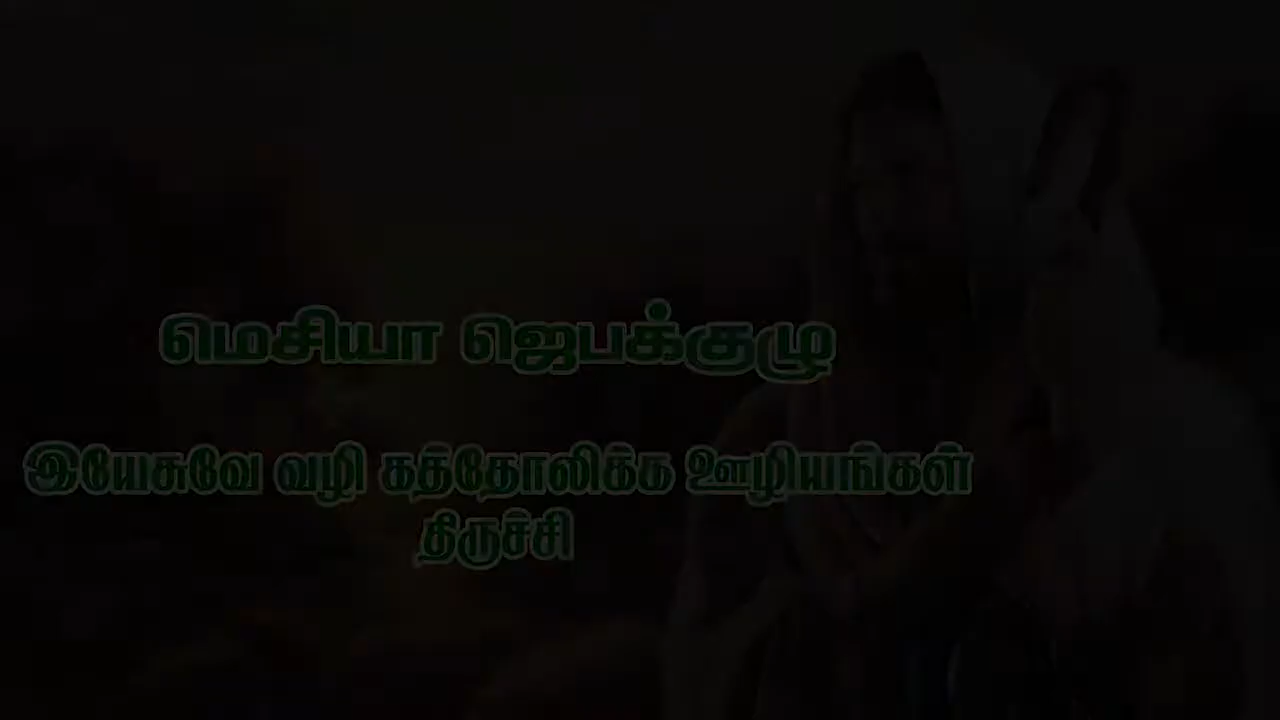 மெசியா ஜெபக்குழு
இயேசுவே வழி கத்தோலிக்க ஊழியங்கள்
திருச்சி